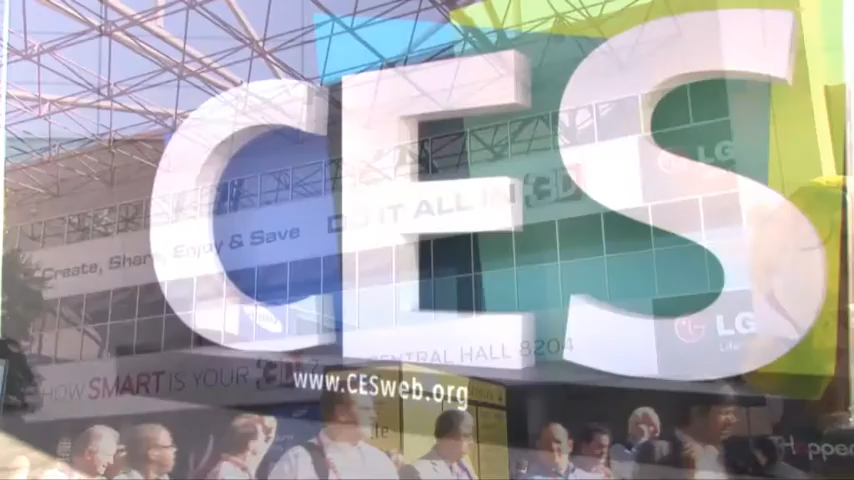 CES
LG
DO IT ALL IN 3D
Create, Share, Enjoy & Save
LG
Life
CENTRAL HALL 8204
HOW SMART IS YOUR 3D
www.CESweb.org